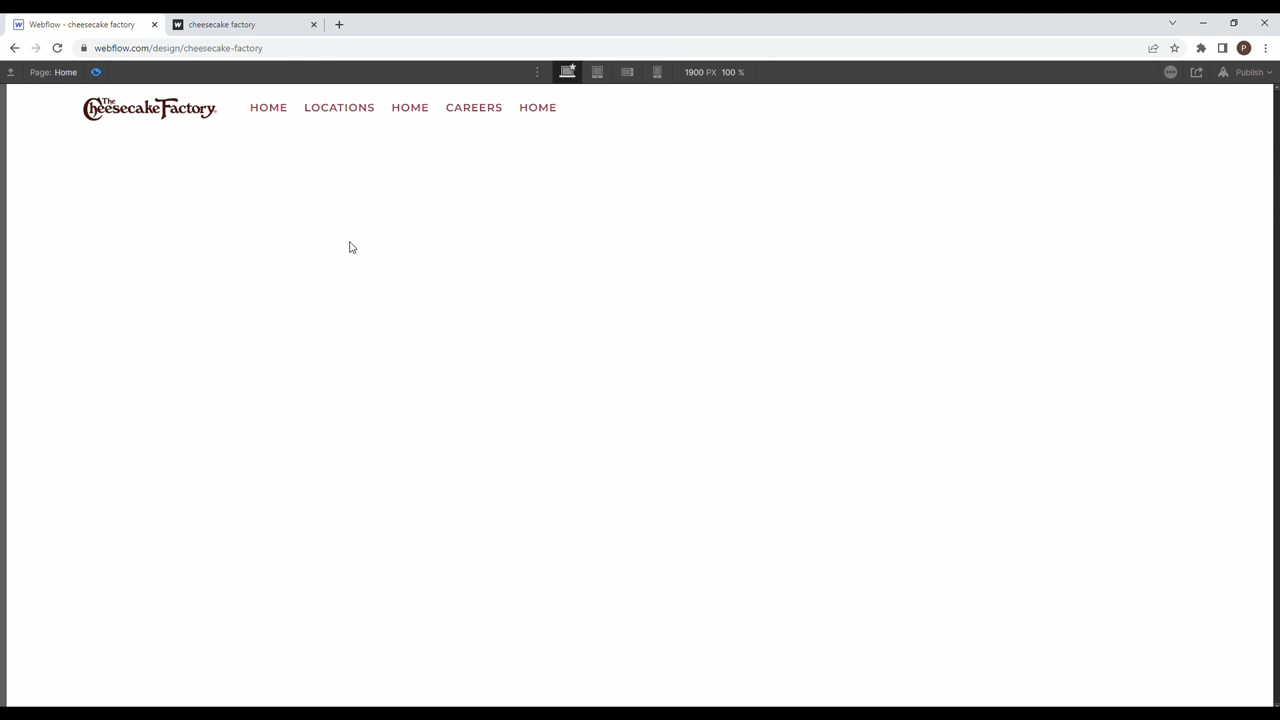 Webflow - cheesecake factory
cheesecake factory
webflow.com/design/cheesecake-factory
P
Page: Home
1900 PX 100 %
Publish
The Cheesecake Factory
HOME LOCATIONS HOME CAREERS HOME